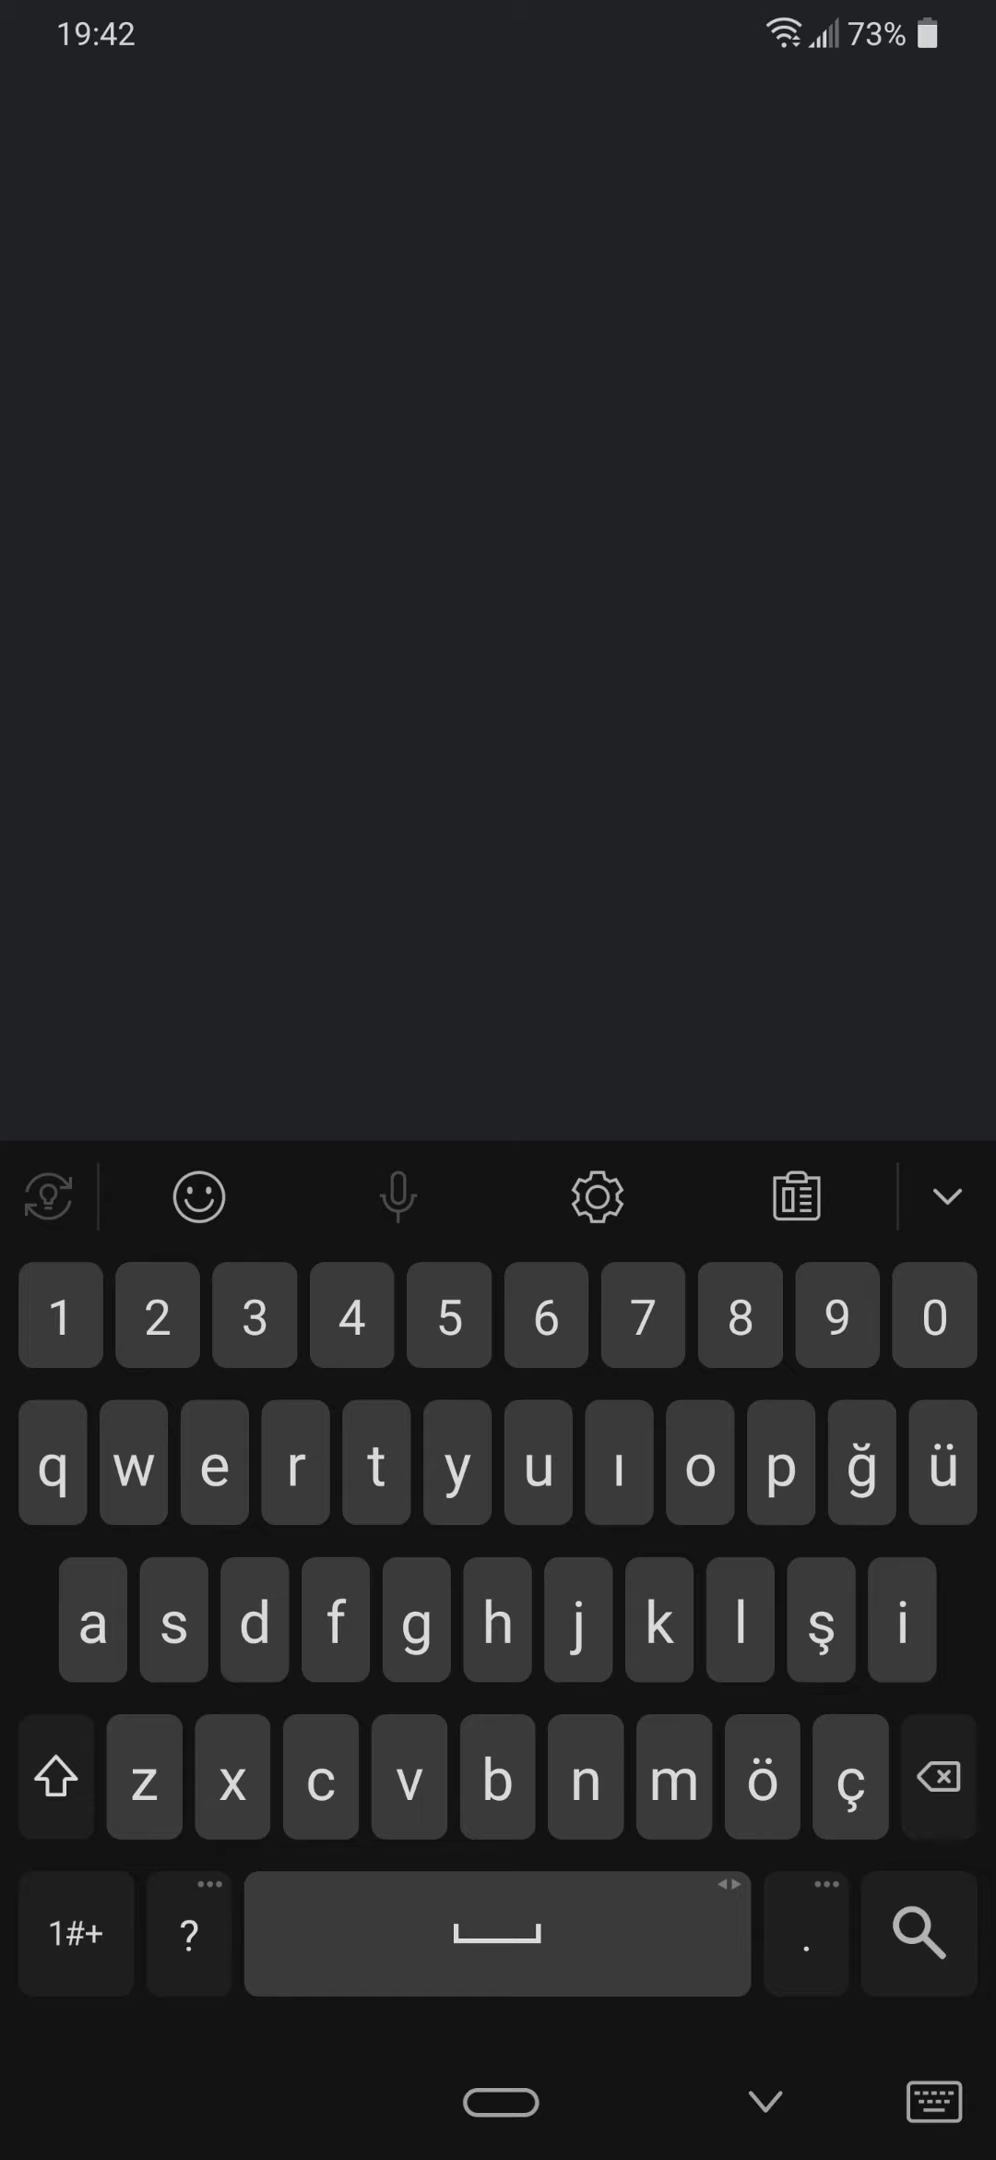 19:42 73%
1 2 3 4 5 6 7 8 9 0
q w e r t y u ı o p ğ ü
a s d f g h j k l ş i
z x c v b n m ö ç
1#+ ? .